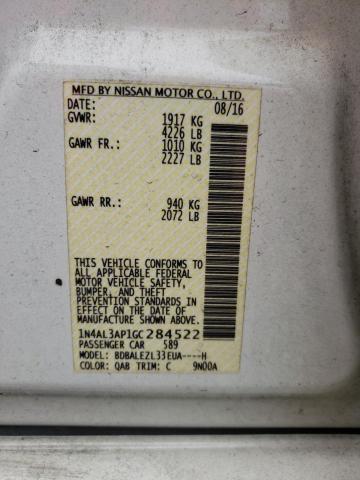 MFD BY NISSAN MOTOR CO., LTD.
DATE: 08/16
GVWR: 1917 KG
4226 LB
GAWR FR.: 1010 KG
2227 LB
GAWR RR.: 940 KG
2072 LB
THIS VEHICLE CONFORMS TO
ALL APPLICABLE FEDERAL
MOTOR VEHICLE SAFETY,
BUMPER, AND THEFT
PREVENTION STANDARDS IN
EFFECT ON THE DATE OF
MANUFACTURE SHOWN ABOVE.
1N4AL3AP1GC284522
PASSENGER CAR 589
MODEL: BDBALEZL33EUA----H
COLOR: QAB TRIM: C 9N00A